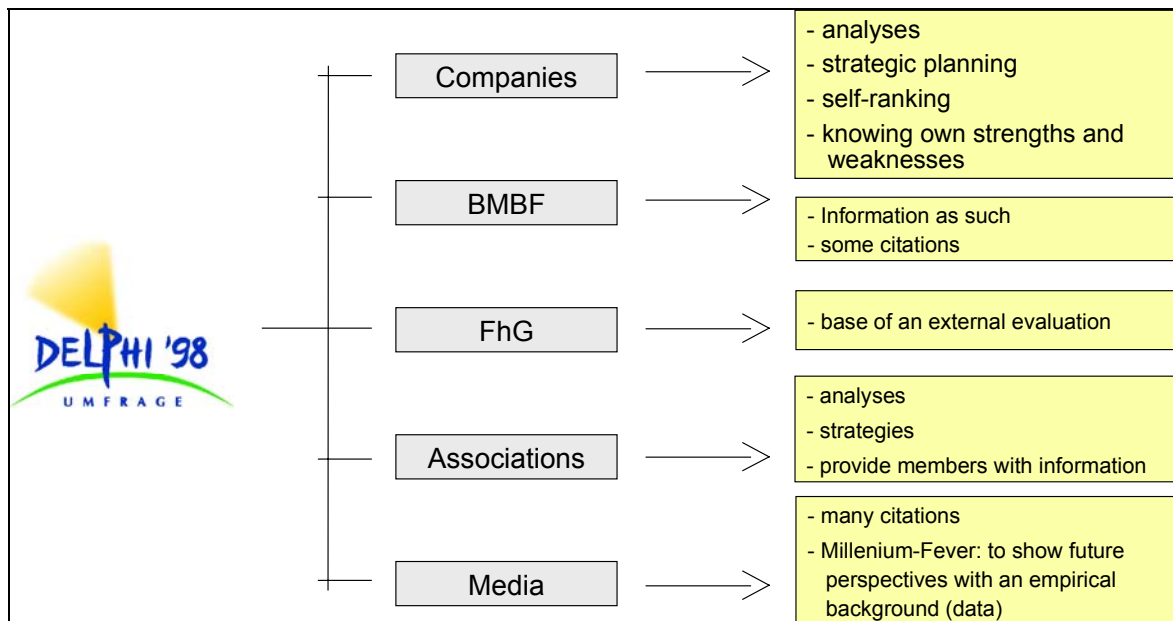 DELPHI '98
UMFRAGE
Companies
- analyses
- strategic planning
- self-ranking
- knowing own strengths and
weaknesses
BMBF
- Information as such
- some citations
FhG
- base of an external evaluation
Associations
- analyses
- strategies
- provide members with information
Media
- many citations
- Millenium-Fever: to show future
perspectives with an empirical
background (data)